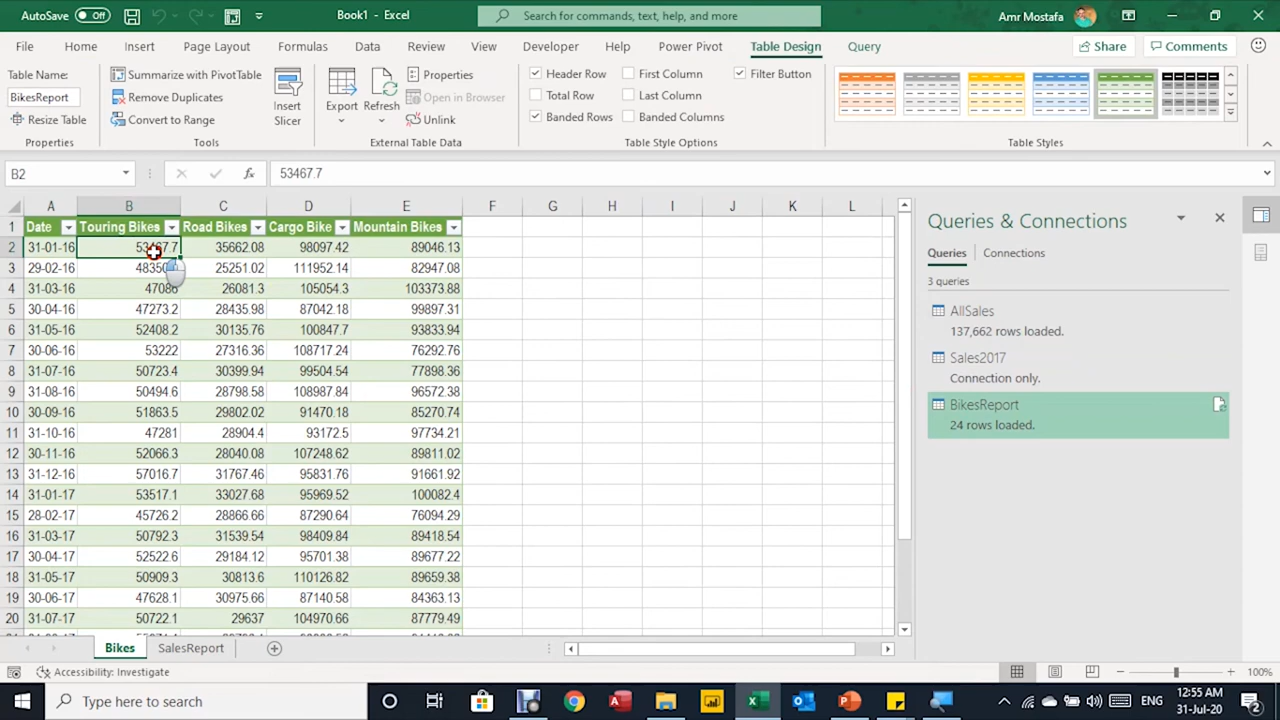 AutoSave Off Book1 - Excel Search for commands, text, help, and more Amr Mostafa
File Home Insert Page Layout Formulas Data Review View Developer Help Power Pivot Table Design Query Share Comments
Table Name:
BikesReport
Resize Table
Properties
Summarize with PivotTable
Remove Duplicates
Convert to Range
Tools
Insert
Slicer
Export
Refresh
Properties
Open in Browser
Unlink
External Table Data
Header Row
Total Row
Banded Rows
First Column
Last Column
Banded Columns
Filter Button
Table Style Options
Table Styles
B2 fx 53467.7
A B C D E F G H I J K L
1 Date Touring Bikes Road Bikes Cargo Bike Mountain Bikes
2 31-01-16 53467.7 35662.08 98097.42 89046.13
3 29-02-16 25251.02 111952.14 82947.08
4 31-03-16 47086 26081.3 105054.3 103373.88
5 30-04-16 47273.2 28435.98 87042.18 99897.31
6 31-05-16 52408.2 30135.76 100847.7 93833.94
7 30-06-16 53222 27316.36 108717.24 76292.76
8 31-07-16 50723.4 30399.94 99504.54 77898.36
9 31-08-16 50494.6 28798.58 108987.84 96572.38
10 30-09-16 51863.5 29802.02 91470.18 85270.74
11 31-10-16 47281 28904.4 93172.5 97734.21
12 30-11-16 52066.3 28040.08 107248.62 89811.02
13 31-12-16 57016.7 31767.46 95831.76 91661.92
14 31-01-17 53517.1 33027.68 95969.52 100082.4
15 28-02-17 45726.2 28866.66 87290.64 76094.29
16 31-03-17 50792.3 31539.54 98409.84 89418.54
17 30-04-17 52522.6 29184.12 95701.38 89677.22
18 31-05-17 50909.3 30813.6 110126.82 89659.38
19 30-06-17 47628.1 30975.66 87140.58 84363.13
20 31-07-17 50722.1 29637 104970.66 87779.49
Queries & Connections
Queries Connections
3 queries
AllSales
137,662 rows loaded.
Sales2017
Connection only.
BikesReport
24 rows loaded.
Bikes SalesReport
Accessibility: Investigate 100%
Type here to search ENG 12:55 AM
31-Jul-20
2